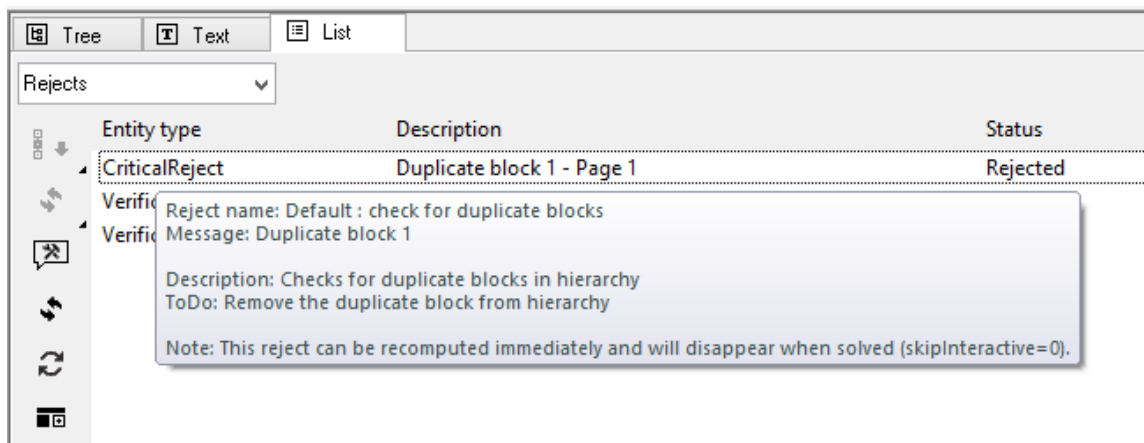 Tree Text List
Rejects
Entity type Description Status
CriticalReject Duplicate block 1 - Page 1 Rejected
Reject name: Default : check for duplicate blocks
Message: Duplicate block 1
Description: Checks for duplicate blocks in hierarchy
ToDo: Remove the duplicate block from hierarchy
Note: This reject can be recomputed immediately and will disappear when solved (skipInteractive=0).